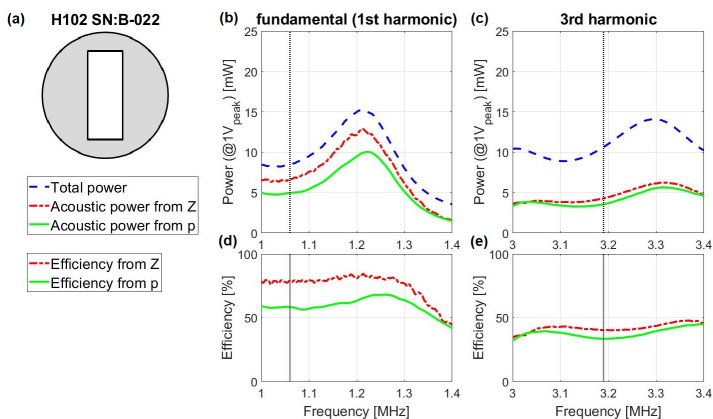 (a)
H102 SN:B-022
Total power
Acoustic power from Z
Acoustic power from p
Efficiency from Z
Efficiency from p
(b) fundamental (1st harmonic)
Power (@1V_peak) [mW]
25
20
15
10
5
0
1 1.1 1.2 1.3 1.4
(c) 3rd harmonic
Power (@1V_peak) [mW]
25
20
15
10
5
0
3 3.1 3.2 3.3 3.4
(d)
Efficiency [%]
100
50
0
1 1.1 1.2 1.3 1.4
Frequency [MHz]
(e)
Efficiency [%]
100
50
0
3 3.1 3.2 3.3 3.4
Frequency [MHz]